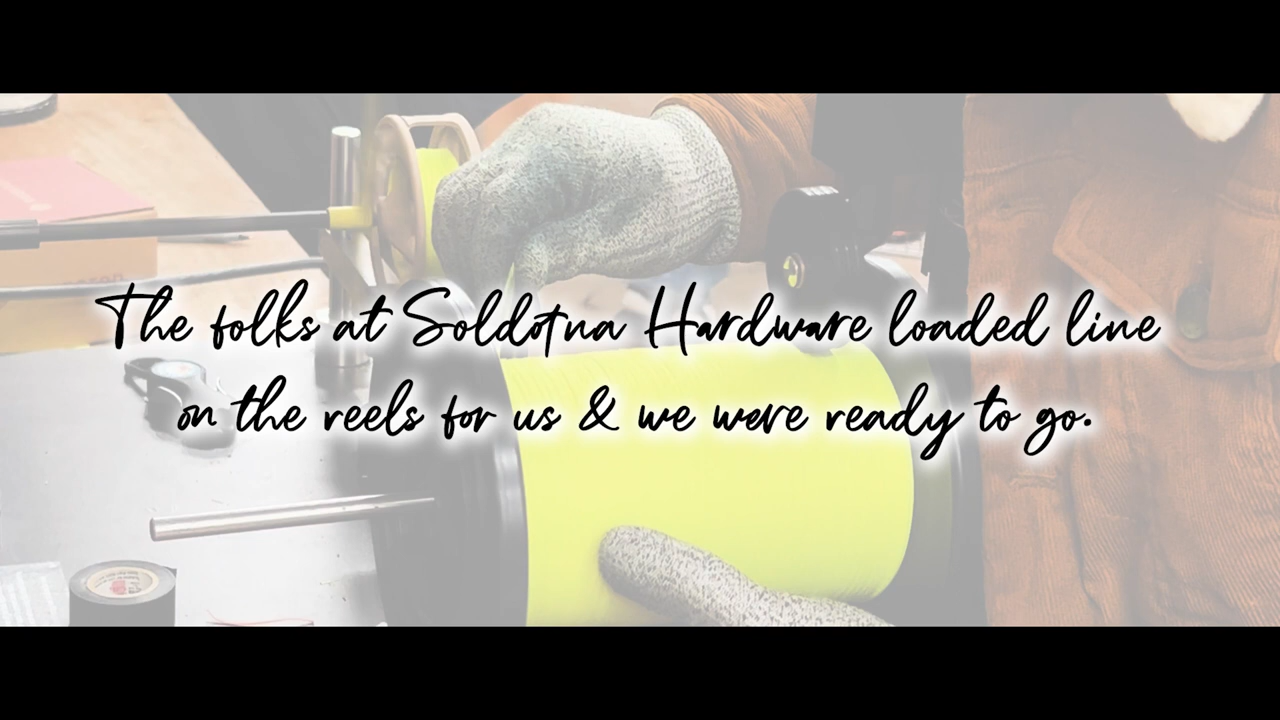 The folks at Soldotna Hardware loaded line
on the reels for us & we were ready to go.